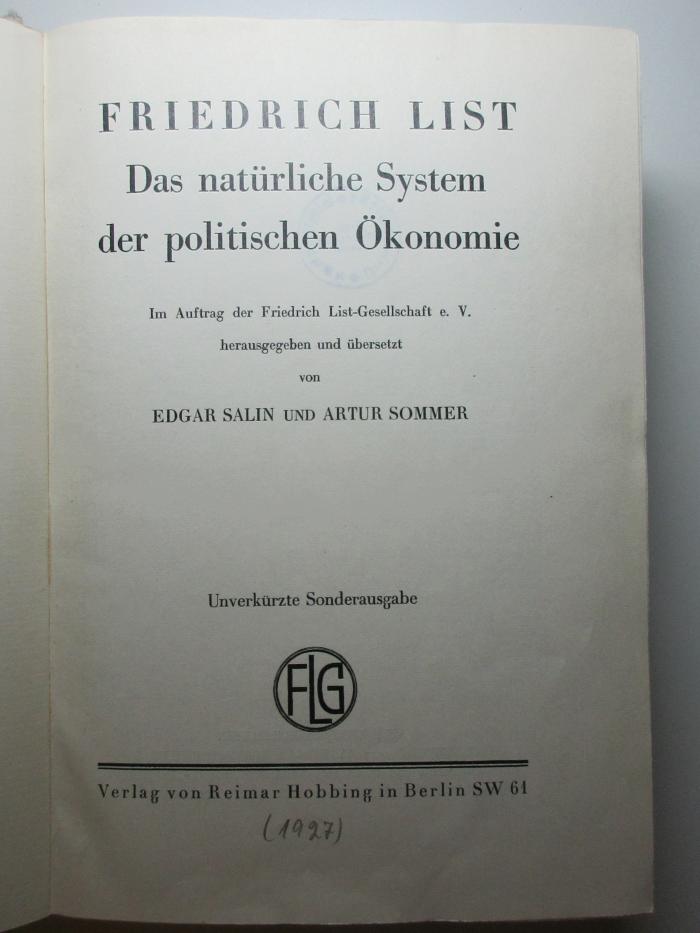 FRIEDRICH LIST
Das natürliche System
der politischen Ökonomie
Im Auftrag der Friedrich List-Gesellschaft e. V.
herausgegeben und übersetzt
von
EDGAR SALIN UND ARTUR SOMMER
Unverkürzte Sonderausgabe
FLG
Verlag von Reimar Hobbing in Berlin SW 61
(1927)